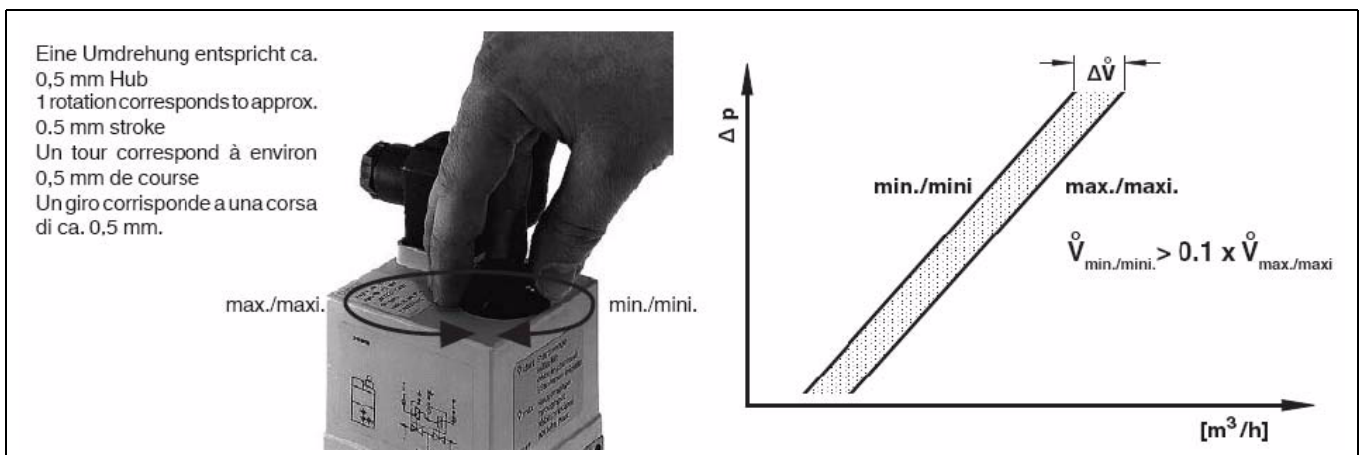 Eine Umdrehung entspricht ca.
0,5 mm Hub
1 rotation corresponds to approx.
0.5 mm stroke
Un tour correspond à environ
0,5 mm de course
Un giro corrisponde a una corsa
di ca. 0,5 mm.
max./maxi.
min./mini.
ΔV̊
Δ p
min./mini
max./maxi.
V̊min./mini. > 0.1 x V̊max./maxi
[m³/h]